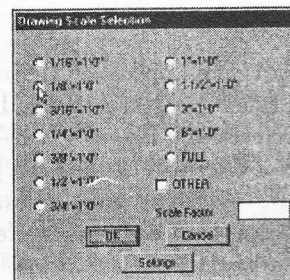 Drawing Scale Selection
1/16"=1'0"
1/8"=1'0"
3/16"=1'0"
1/4"=1'0"
3/8"=1'0"
1/2"=1'0"
3/4"=1'0"
1"=1'-0"
1-1/2"=1'-0"
3"=1'-0"
6"=1'-0"
FULL
OTHER
Scale Factor
OK
Cancel
Settings